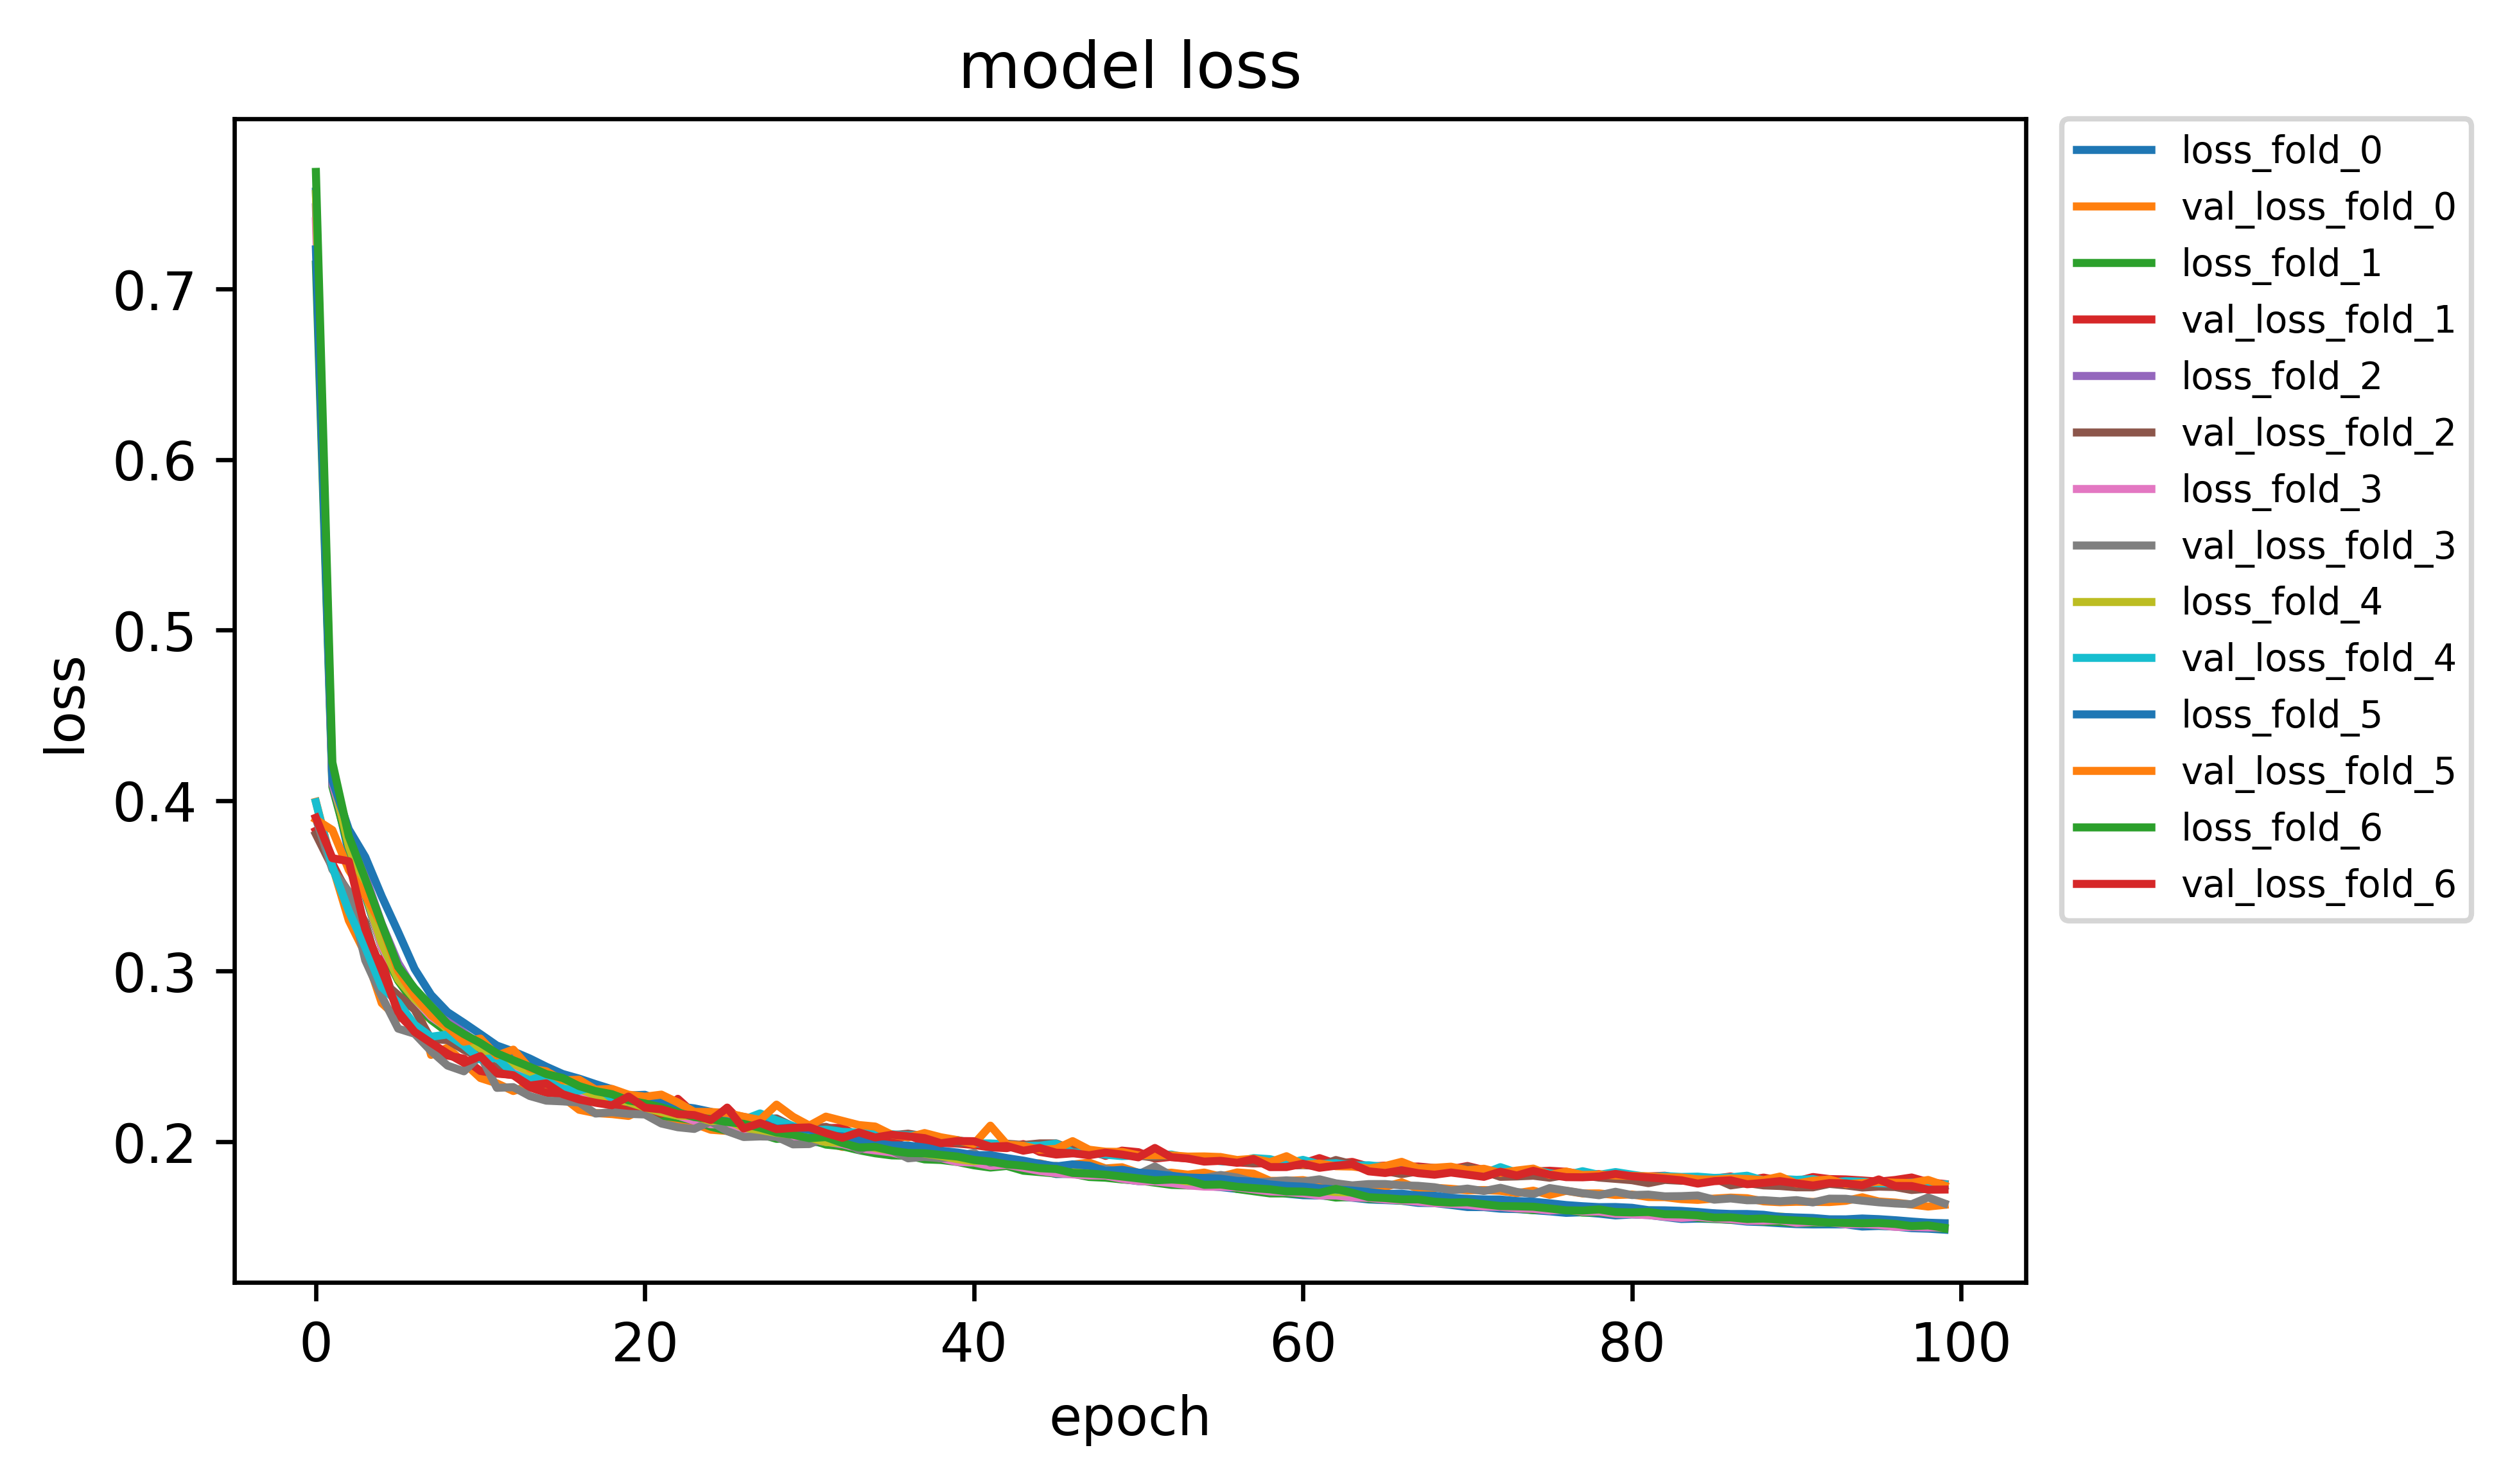 model loss
loss
0.7
0.6
0.5
0.4
0.3
0.2
0 20 40 60 80 100
epoch
loss_fold_0
val_loss_fold_0
loss_fold_1
val_loss_fold_1
loss_fold_2
val_loss_fold_2
loss_fold_3
val_loss_fold_3
loss_fold_4
val_loss_fold_4
loss_fold_5
val_loss_fold_5
loss_fold_6
val_loss_fold_6